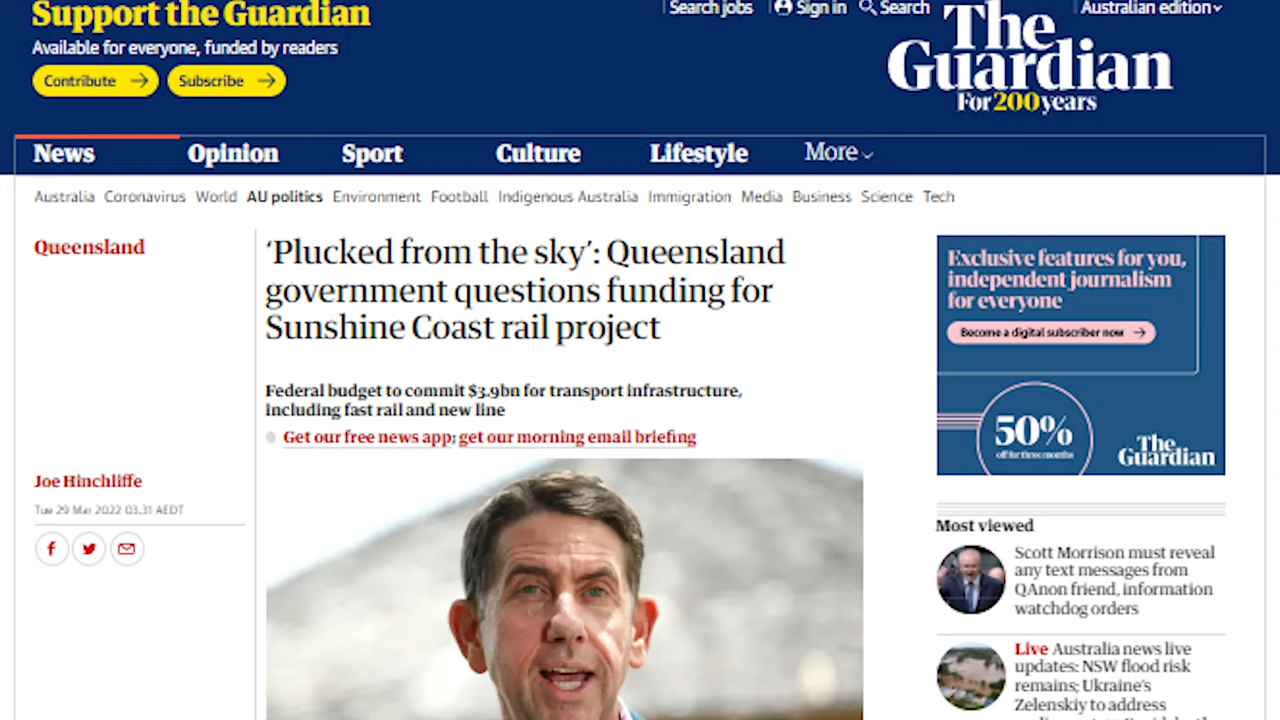 Support the Guardian
Available for everyone, funded by readers
Contribute
Subscribe
Search jobs
Sign in
Search
Australian edition
The
Guardian
For 200 years
News
Opinion
Sport
Culture
Lifestyle
More
Australia Coronavirus World AU politics Environment Football Indigenous Australia Immigration Media Business Science Tech
Queensland
‘Plucked from the sky’: Queensland
government questions funding for
Sunshine Coast rail project
Federal budget to commit $3.9bn for transport infrastructure,
including fast rail and new line
Get our free news app; get our morning email briefing
Joe Hinchliffe
Tue 29 Mar 2022 03.31 AEDT
Exclusive features for you,
independent journalism
for everyone
Become a digital subscriber now
50%
off for three months
The
Guardian
Most viewed
Scott Morrison must reveal
any text messages from
QAnon friend, information
watchdog orders
Live Australia news live
updates: NSW flood risk
remains; Ukraine’s
Zelenskiy to address